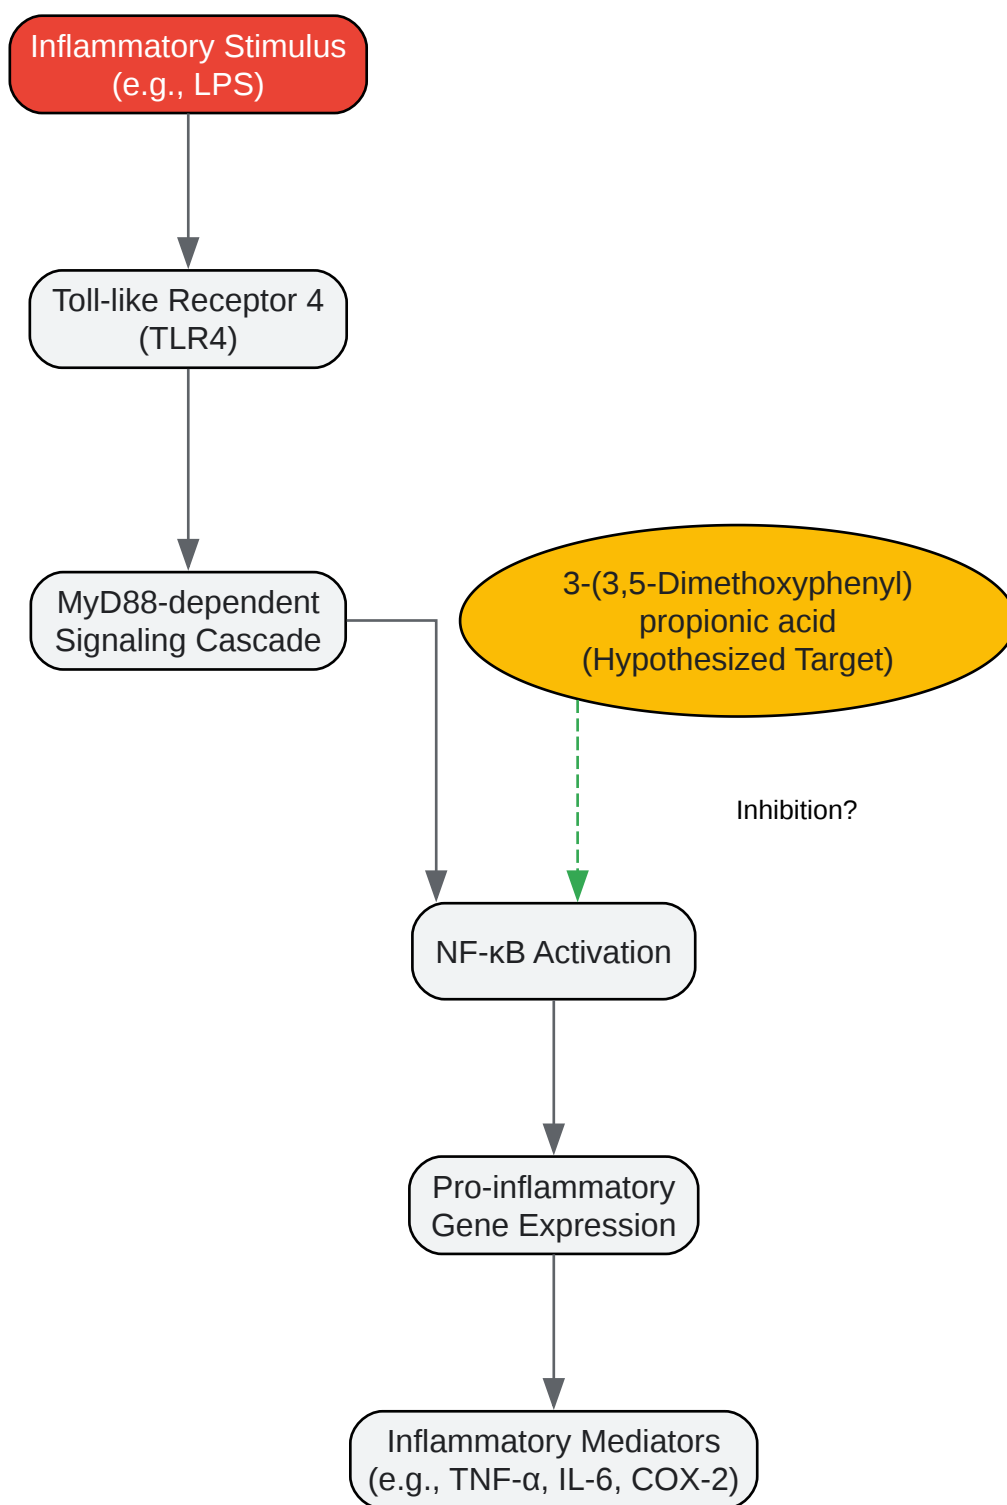 Inflammatory Stimulus
(e.g., LPS)
Toll-like Receptor 4
(TLR4)
MyD88-dependent
Signaling Cascade
3-(3,5-Dimethoxyphenyl)
propionic acid
(Hypothesized Target)
Inhibition?
NF-κB Activation
Pro-inflammatory
Gene Expression
Inflammatory Mediators
(e.g., TNF-α, IL-6, COX-2)